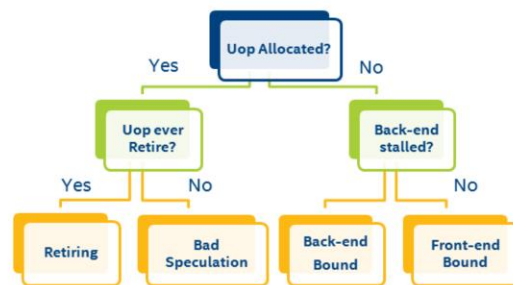 Uop Allocated?
Yes
No
Uop ever
Retire?
Back-end
stalled?
Yes
No
No
Retiring
Bad
Speculation
Back-end
Bound
Front-end
Bound